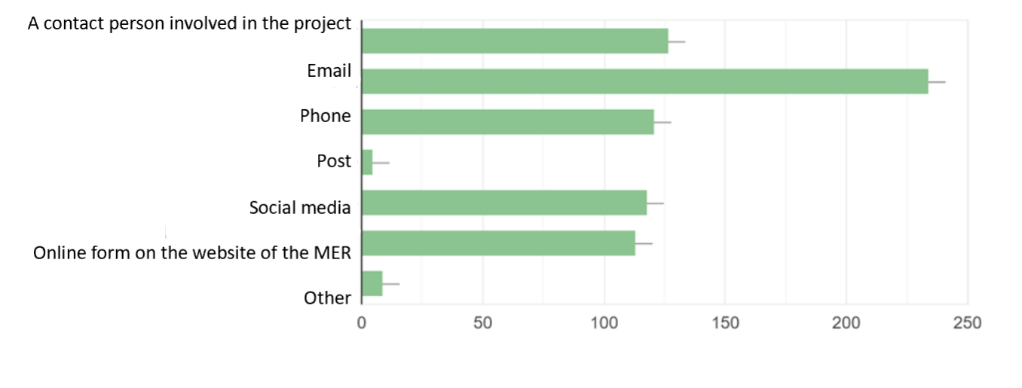 A contact person involved in the project
Email
Phone
Post
Social media
Online form on the website of the MER
Other
0 50 100 150 200 250